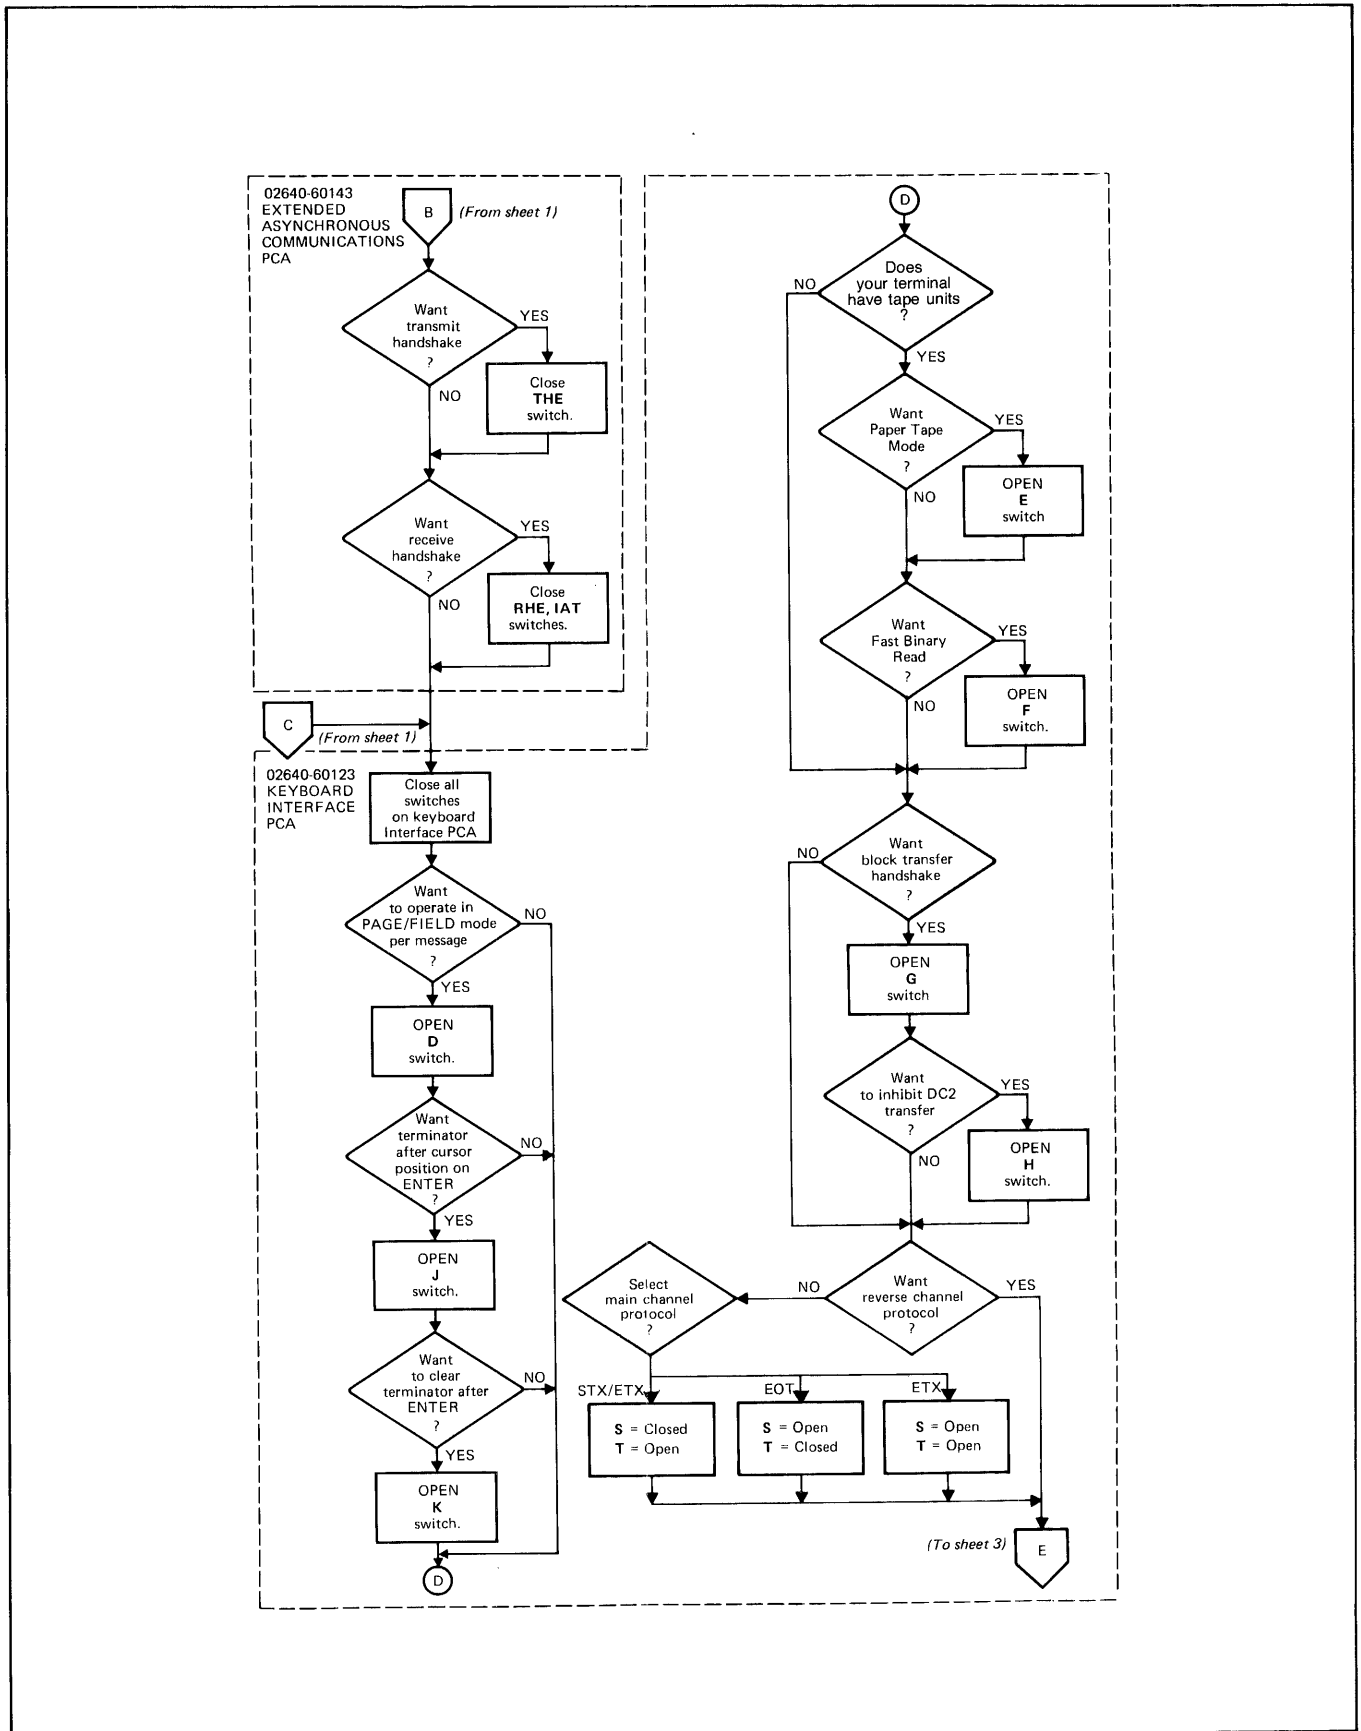 02640-60143
EXTENDED
ASYNCHRONOUS
COMMUNICATIONS
PCA
B
(From sheet 1)
Want
transmit
handshake
?
YES
NO
Close
THE
switch.
Want
receive
handshake
?
YES
NO
Close
RHE, IAT
switches.
C
(From sheet 1)
02640-60123
KEYBOARD
INTERFACE
PCA
Close all
switches
on keyboard
Interface PCA
Want
to operate in
PAGE/FIELD mode
per message
?
NO
YES
OPEN
D
switch.
Want
terminator
after cursor
position on
ENTER
?
NO
YES
OPEN
J
switch.
Want
to clear
terminator after
ENTER
?
NO
YES
OPEN
K
switch.
D
D
Does
your terminal
have tape units
?
NO
YES
Want
Paper Tape
Mode
?
YES
NO
OPEN
E
switch
Want
Fast Binary
Read
?
YES
NO
OPEN
F
switch.
Want
block transfer
handshake
?
NO
YES
OPEN
G
switch
Want
to inhibit DC2
transfer
?
YES
NO
OPEN
H
switch.
Want
reverse channel
protocol
?
NO
YES
Select
main channel
protocol
?
STX/ETX
EOT
ETX
S = Closed
T = Open
S = Open
T = Closed
S = Open
T = Open
(To sheet 3)
E